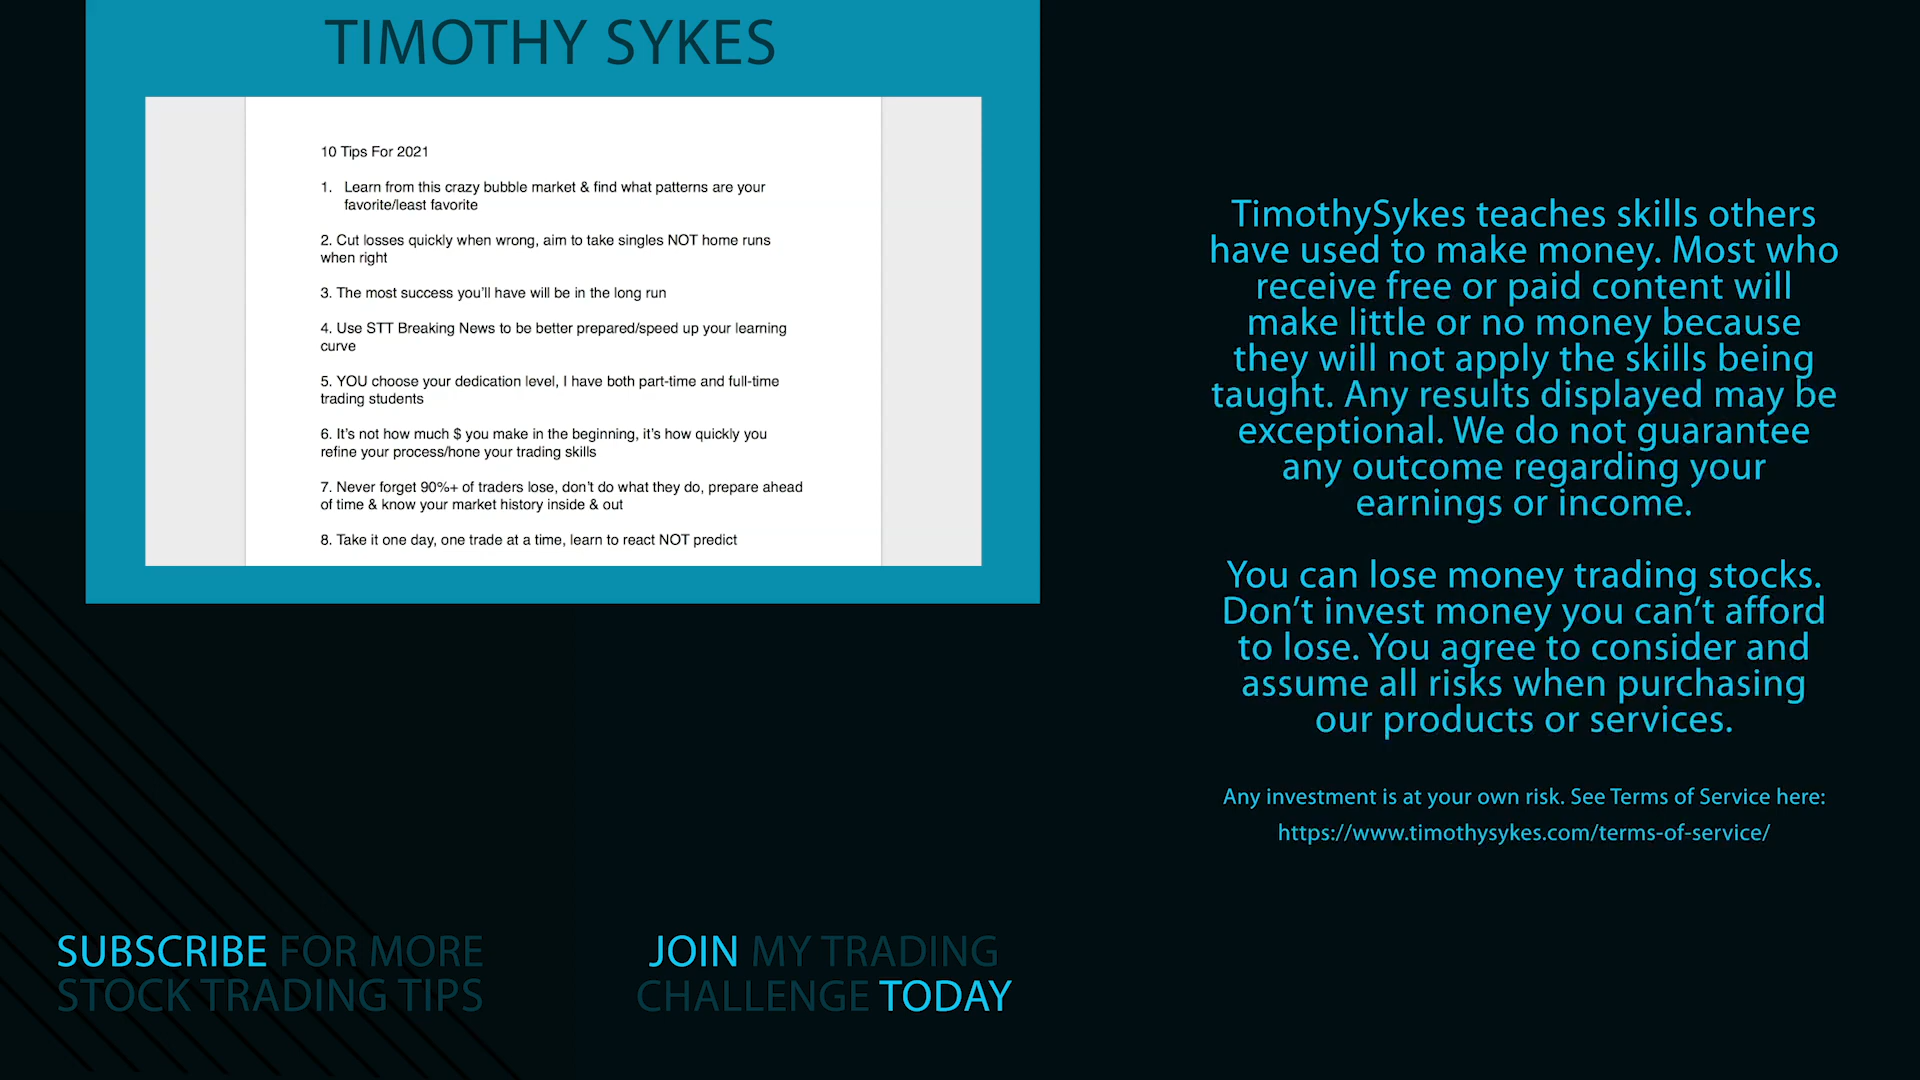 TIMOTHY SYKES
10 Tips For 2021
1. Learn from this crazy bubble market & find what patterns are your
favorite/least favorite
2. Cut losses quickly when wrong, aim to take singles NOT home runs
when right
3. The most success you'll have will be in the long run
4. Use STT Breaking News to be better prepared/speed up your learning
curve
5. YOU choose your dedication level, I have both part-time and full-time
trading students
6. It's not how much $ you make in the beginning, it's how quickly you
refine your process/hone your trading skills
7. Never forget 90%+ of traders lose, don't do what they do, prepare ahead
of time & know your market history inside & out
8. Take it one day, one trade at a time, learn to react NOT predict
TimothySykes teaches skills others
have used to make money. Most who
receive free or paid content will
make little or no money because
they will not apply the skills being
taught. Any results displayed may be
exceptional. We do not guarantee
any outcome regarding your
earnings or income.
You can lose money trading stocks.
Don’t invest money you can’t afford
to lose. You agree to consider and
assume all risks when purchasing
our products or services.
Any investment is at your own risk. See Terms of Service here:
https://www.timothysykes.com/terms-of-service/
SUBSCRIBE FOR MORE
STOCK TRADING TIPS
JOIN MY TRADING
CHALLENGE TODAY